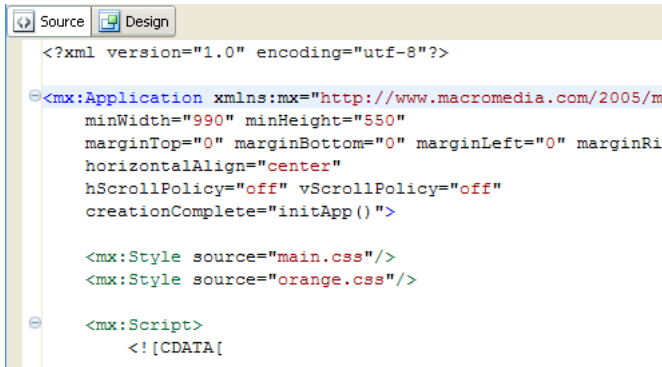 Source Design
<?xml version="1.0" encoding="utf-8"?>
<mx:Application xmlns:mx="http://www.macromedia.com/2005/m
minWidth="990" minHeight="550"
marginTop="0" marginBottom="0" marginLeft="0" marginRi
horizontalAlign="center"
hScrollPolicy="off" vScrollPolicy="off"
creationComplete="initApp()">
<mx:Style source="main.css"/>
<mx:Style source="orange.css"/>
<mx:Script>
<![CDATA[